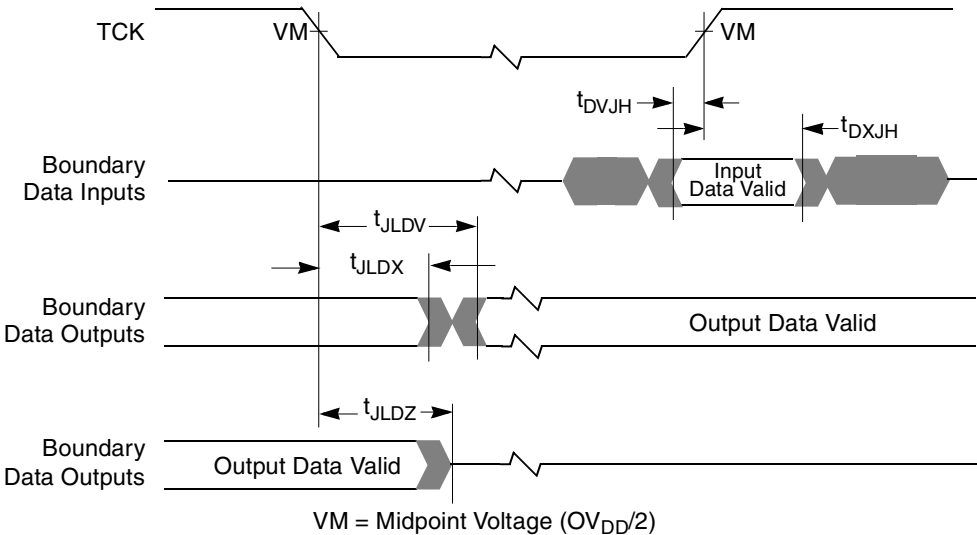 TCK
VM
VM
tDVJH
tDXJH
Boundary
Data Inputs
Input
Data Valid
tJLDV
tJLDX
Boundary
Data Outputs
Output Data Valid
tJLDZ
Boundary
Data Outputs
Output Data Valid
VM = Midpoint Voltage (OVDD/2)